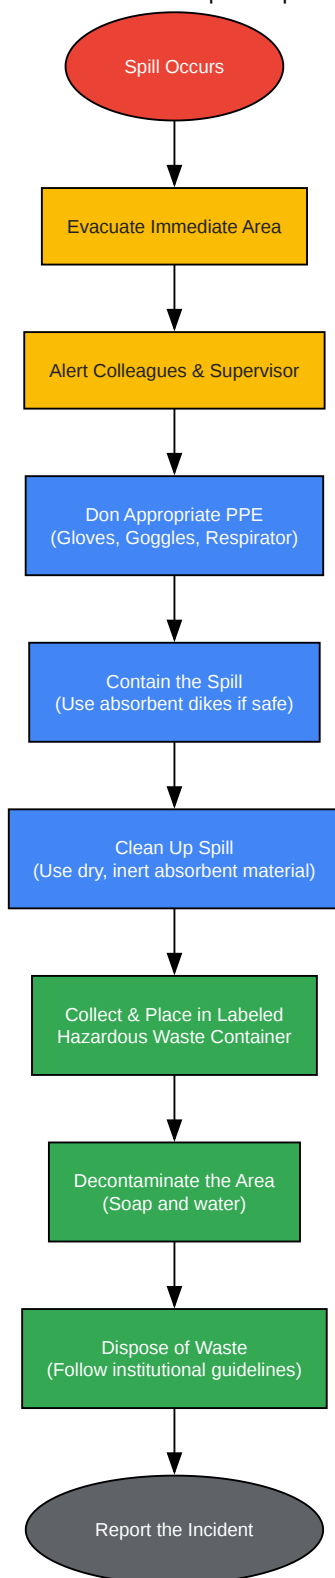 Spill Occurs
Evacuate Immediate Area
Alert Colleagues & Supervisor
Don Appropriate PPE
(Gloves, Goggles, Respirator)
Contain the Spill
(Use absorbent dikes if safe)
Clean Up Spill
(Use dry, inert absorbent material)
Collect & Place in Labeled
Hazardous Waste Container
Decontaminate the Area
(Soap and water)
Dispose of Waste
(Follow institutional guidelines)
Report the Incident